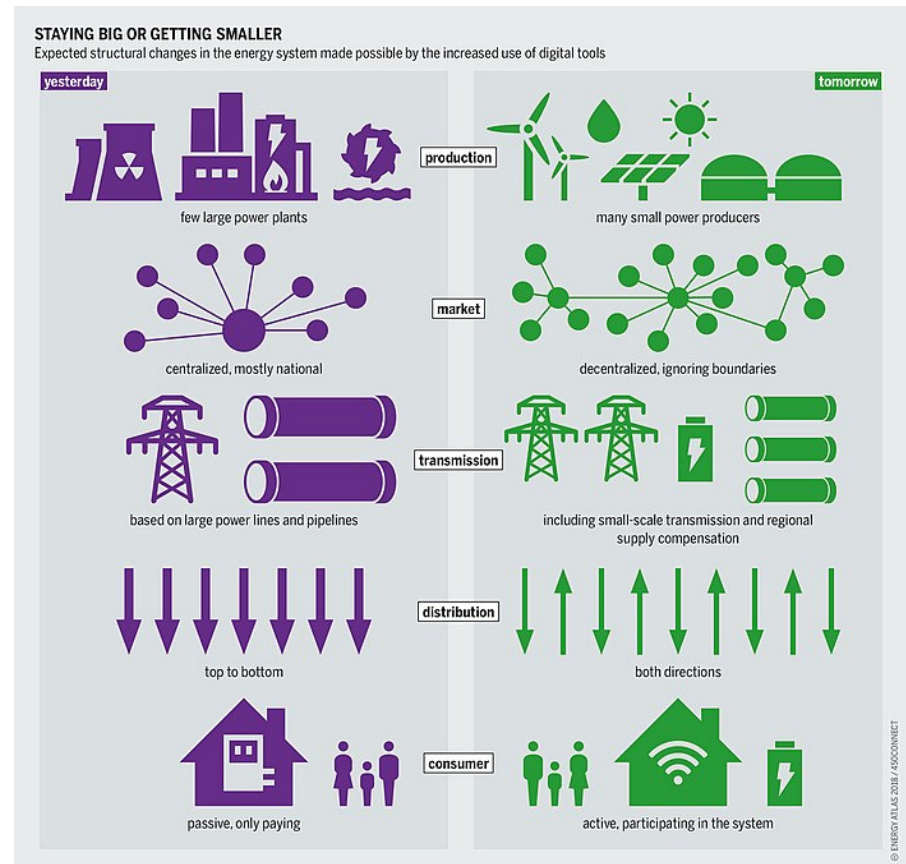 STAYING BIG OR GETTING SMALLER
Expected structural changes in the energy system made possible by the increased use of digital tools
yesterday
tomorrow
production
few large power plants
many small power producers
market
centralized, mostly national
decentralized, ignoring boundaries
transmission
based on large power lines and pipelines
including small-scale transmission and regional
supply compensation
distribution
top to bottom
both directions
consumer
passive, only paying
active, participating in the system
© ENERGY ATLAS 2018 / 450CONNECT